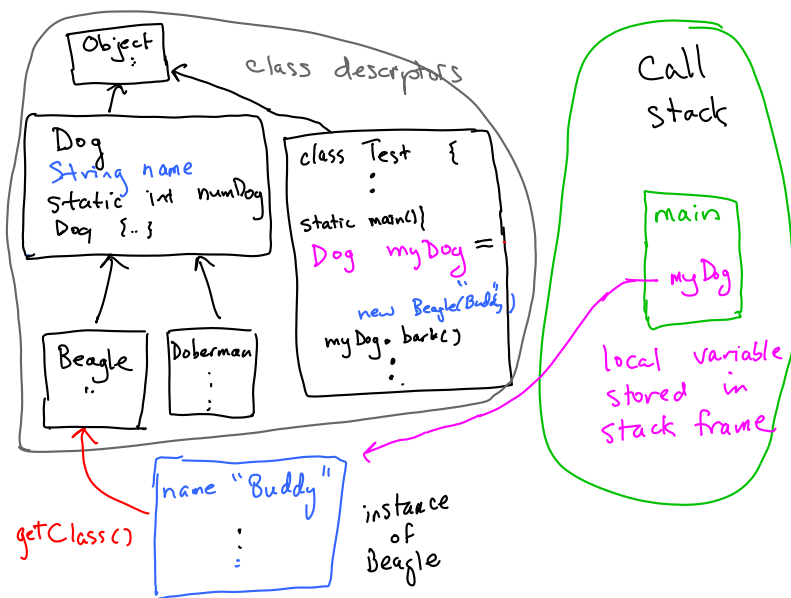 Object
:
class descriptors
Dog
String name
static int numDog
Dog {..}
class Test {
:
static main(){
Dog myDog =
new Beagle("Buddy")
myDog.bark()
:
Beagle
..
Doberman
:
name "Buddy"
:
getClass()
instance
of
Beagle
Call
stack
main
myDog
local variable
stored in
stack frame